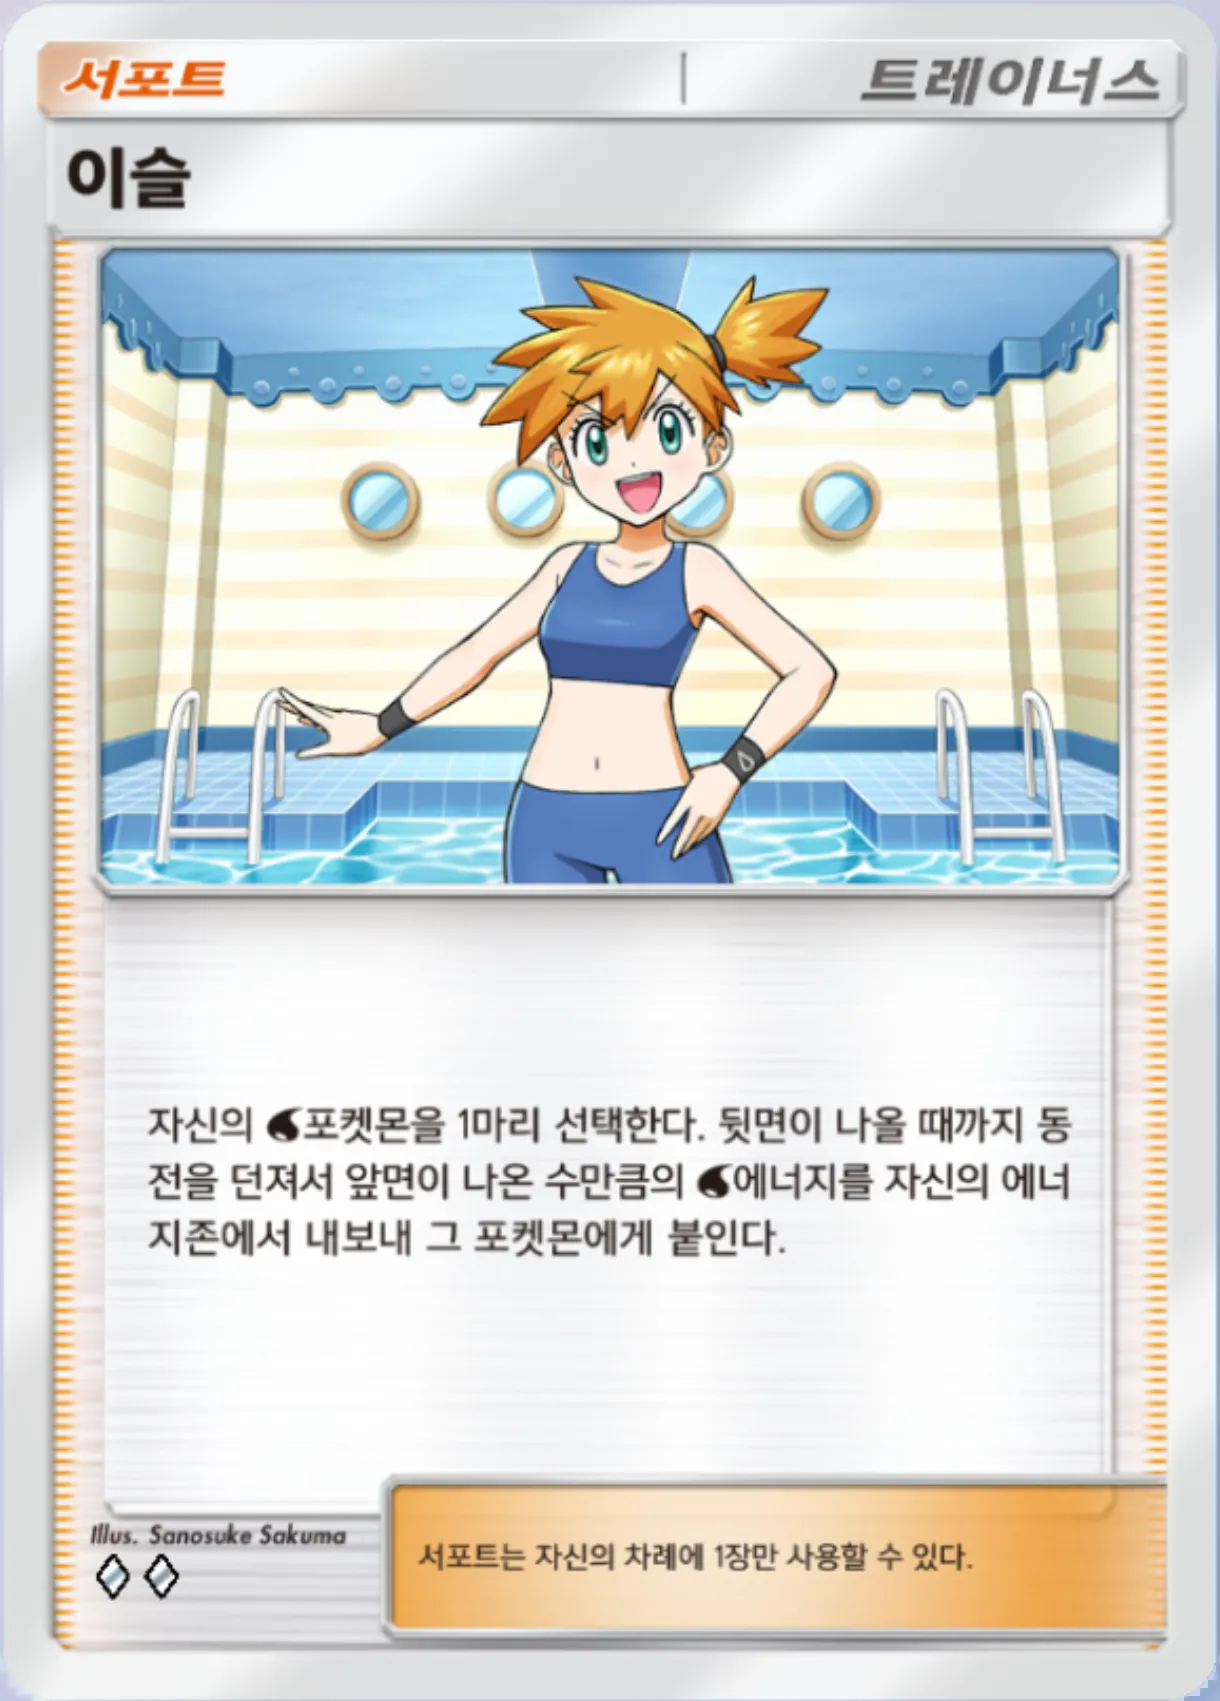 서포트
트레이너스
이슬
자신의 포켓몬을 1마리 선택한다. 뒷면이 나올 때까지 동
전을 던져서 앞면이 나온 수만큼의 에너지를 자신의 에너
지존에서 내보내 그 포켓몬에게 붙인다.
Illus. Sanosuke Sakuma
서포트는 자신의 차례에 1장만 사용할 수 있다.